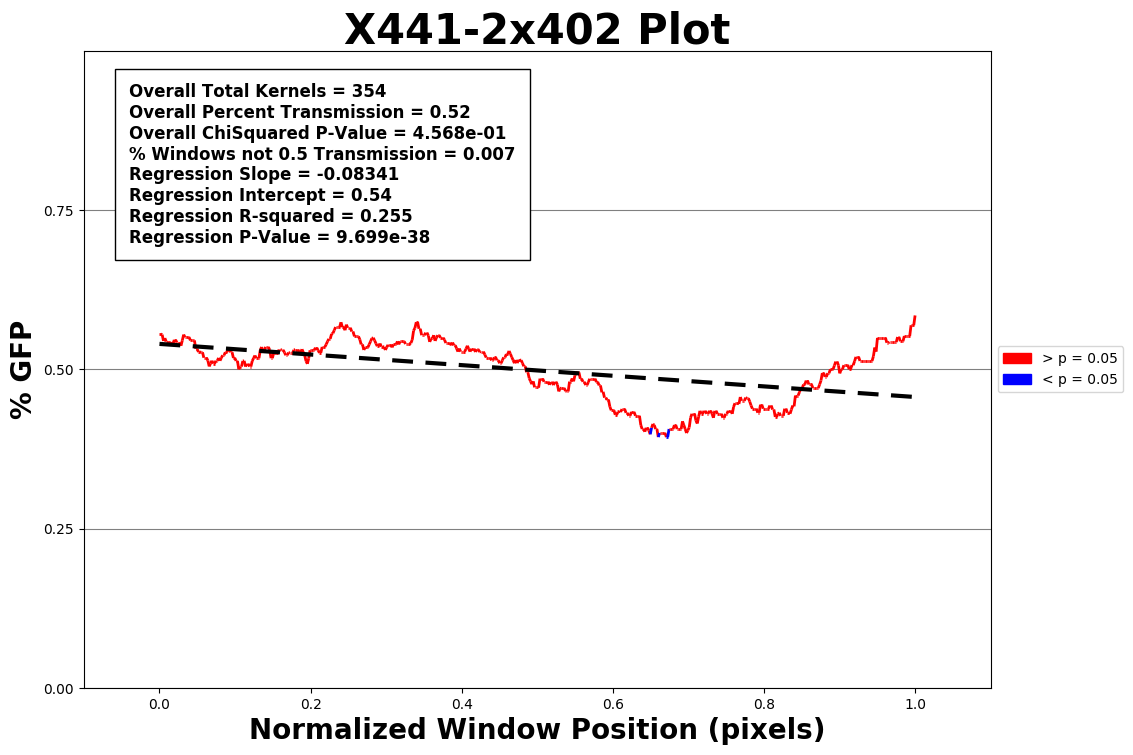 X441-2x402 Plot
Overall Total Kernels = 354
Overall Percent Transmission = 0.52
Overall ChiSquared P-Value = 4.568e-01
% Windows not 0.5 Transmission = 0.007
Regression Slope = -0.08341
Regression Intercept = 0.54
Regression R-squared = 0.255
Regression P-Value = 9.699e-38
% GFP
0.75
0.50
0.25
0.00
> p = 0.05
< p = 0.05
0.0 0.2 0.4 0.6 0.8 1.0
Normalized Window Position (pixels)